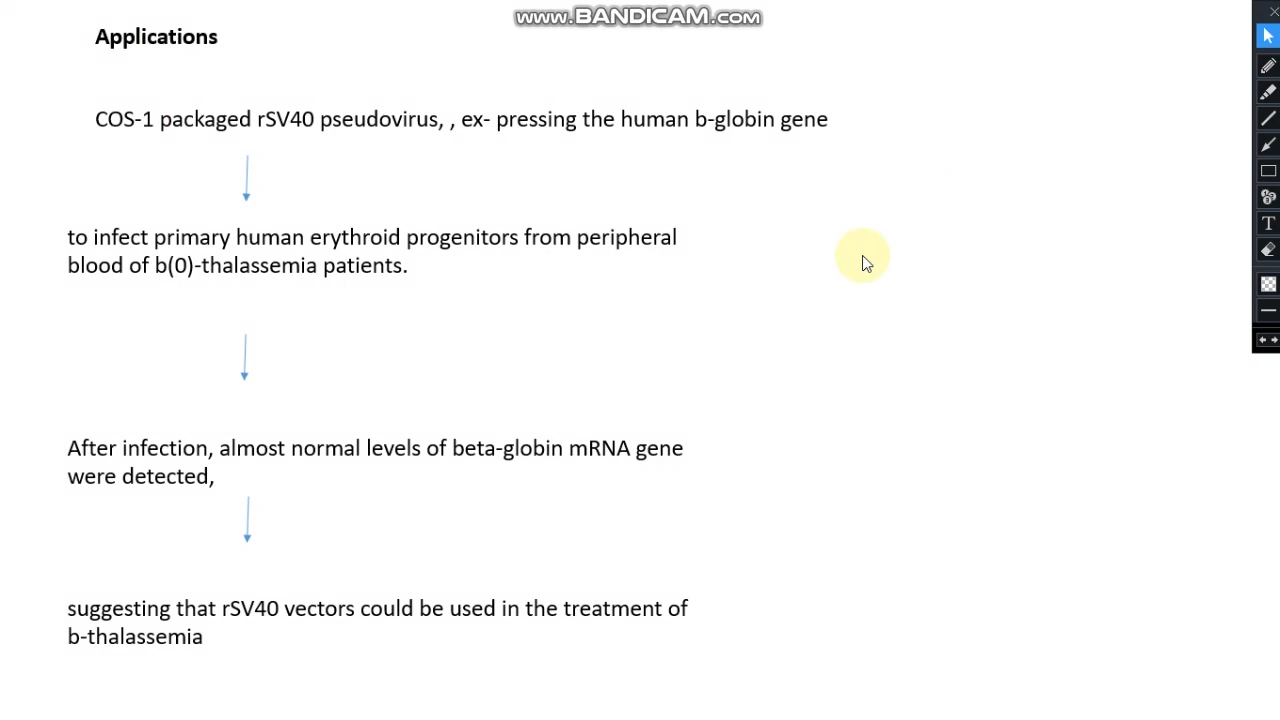 www.BANDICAM.com
Applications
COS-1 packaged rSV40 pseudovirus, , ex- pressing the human b-globin gene
to infect primary human erythroid progenitors from peripheral
blood of b(0)-thalassemia patients.
After infection, almost normal levels of beta-globin mRNA gene
were detected,
suggesting that rSV40 vectors could be used in the treatment of
b-thalassemia